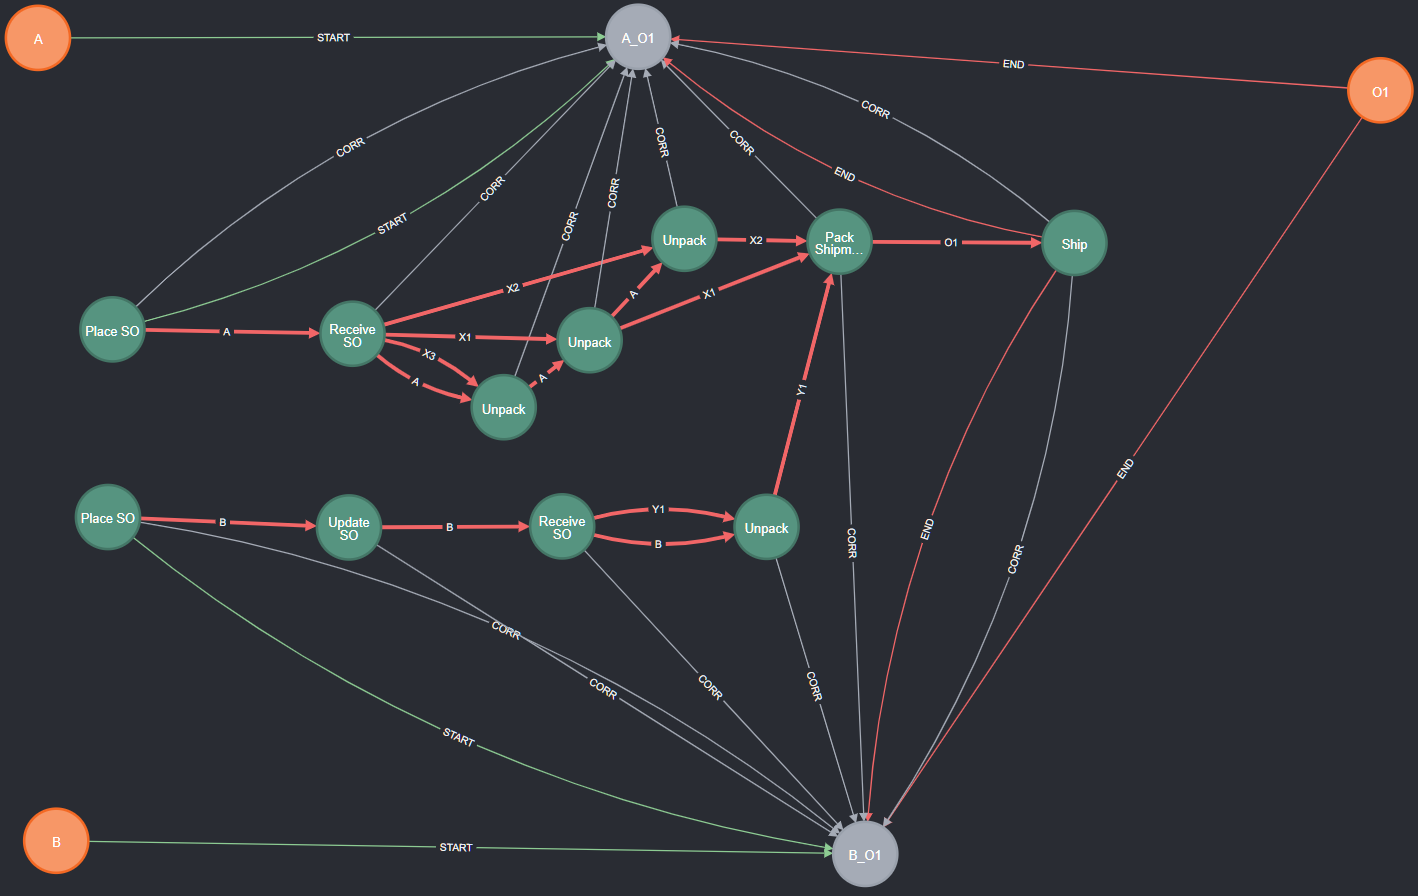 A
START
A_O1
END
O1
CORR
CORR
CORR
CORR
CORR
END
CORR
CORR
START
CORR
Unpack
X2
Pack
Shipm...
O1
Ship
X2
A
X1
Place SO
A
Receive
SO
X1
Unpack
X3
A
A
Unpack
Y1
END
Place SO
B
Update
SO
B
Receive
SO
Y1
B
Unpack
CORR
END
CORR
CORR
CORR
CORR
CORR
START
B
START
B_O1